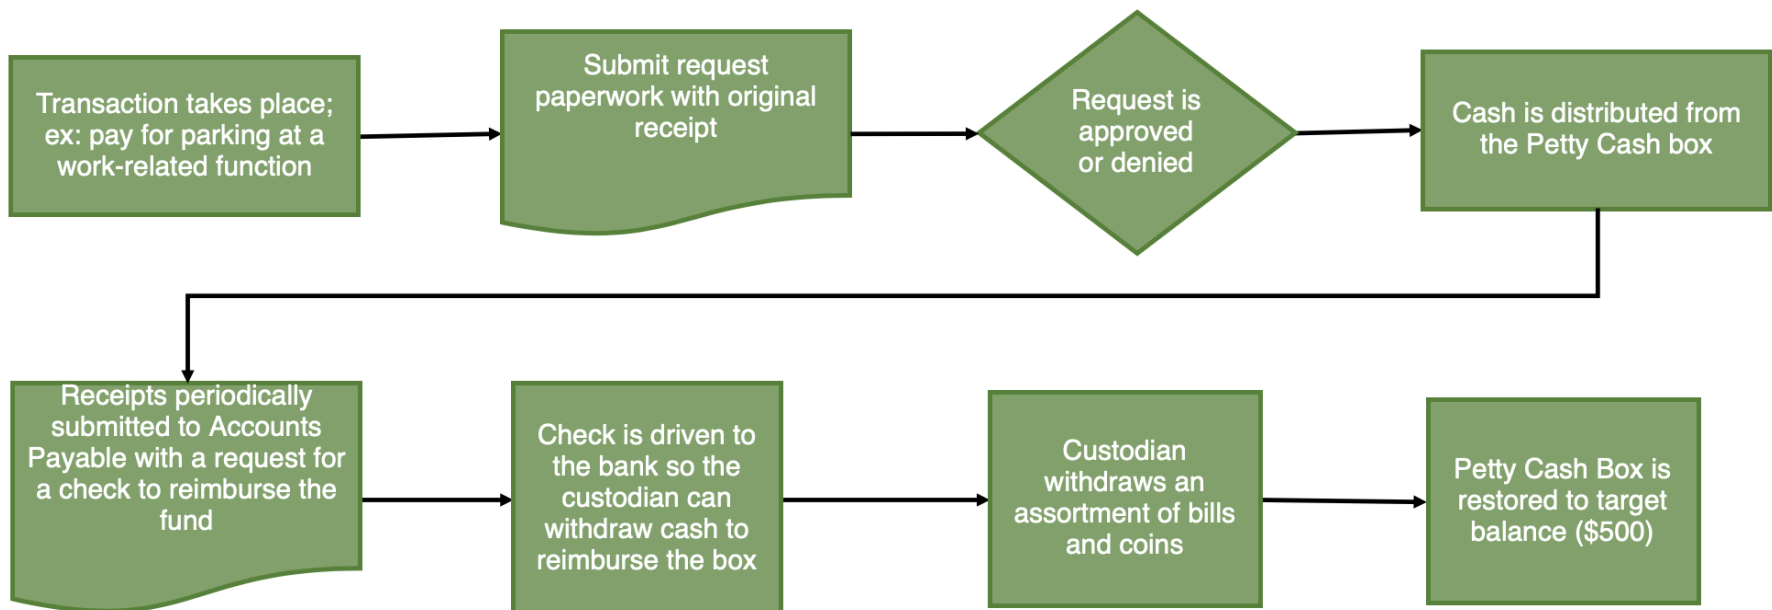 Transaction takes place;
ex: pay for parking at a
work-related function
Submit request
paperwork with original
receipt
Request is
approved
or denied
Cash is distributed from
the Petty Cash box
Receipts periodically
submitted to Accounts
Payable with a request for
a check to reimburse the
fund
Check is driven to
the bank so the
custodian can
withdraw cash to
reimburse the box
Custodian
withdraws an
assortment of bills
and coins
Petty Cash Box is
restored to target
balance ($500)